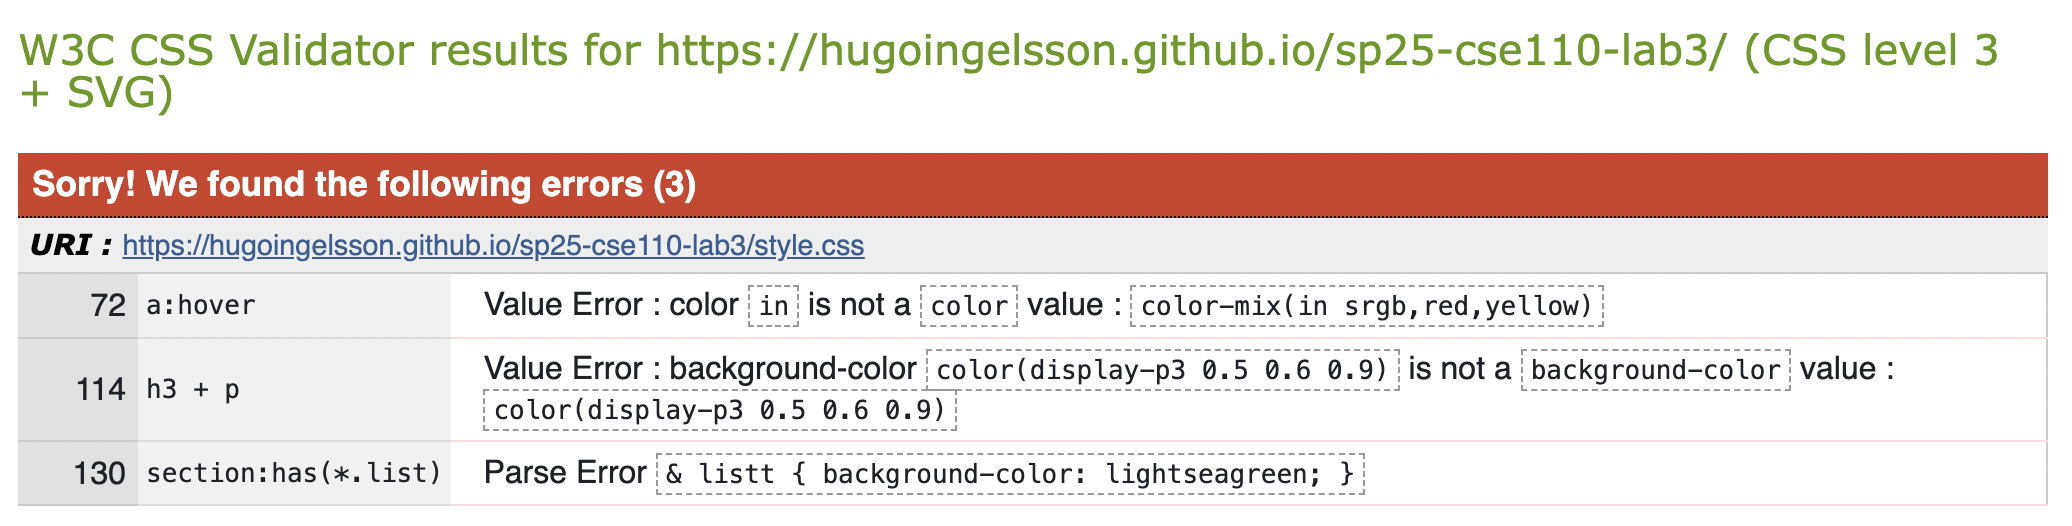 W3C CSS Validator results for https://hugoingelsson.github.io/sp25-cse110-lab3/ (CSS level 3
+ SVG)
Sorry! We found the following errors (3)
URI : https://hugoingelsson.github.io/sp25-cse110-lab3/style.css
72 a:hover Value Error : color in is not a color value : color-mix(in srgb,red,yellow)
114 h3 + p Value Error : background-color color(display-p3 0.5 0.6 0.9) is not a background-color value :
color(display-p3 0.5 0.6 0.9)
130 section:has(*.list) Parse Error & listt { background-color: lightseagreen; }